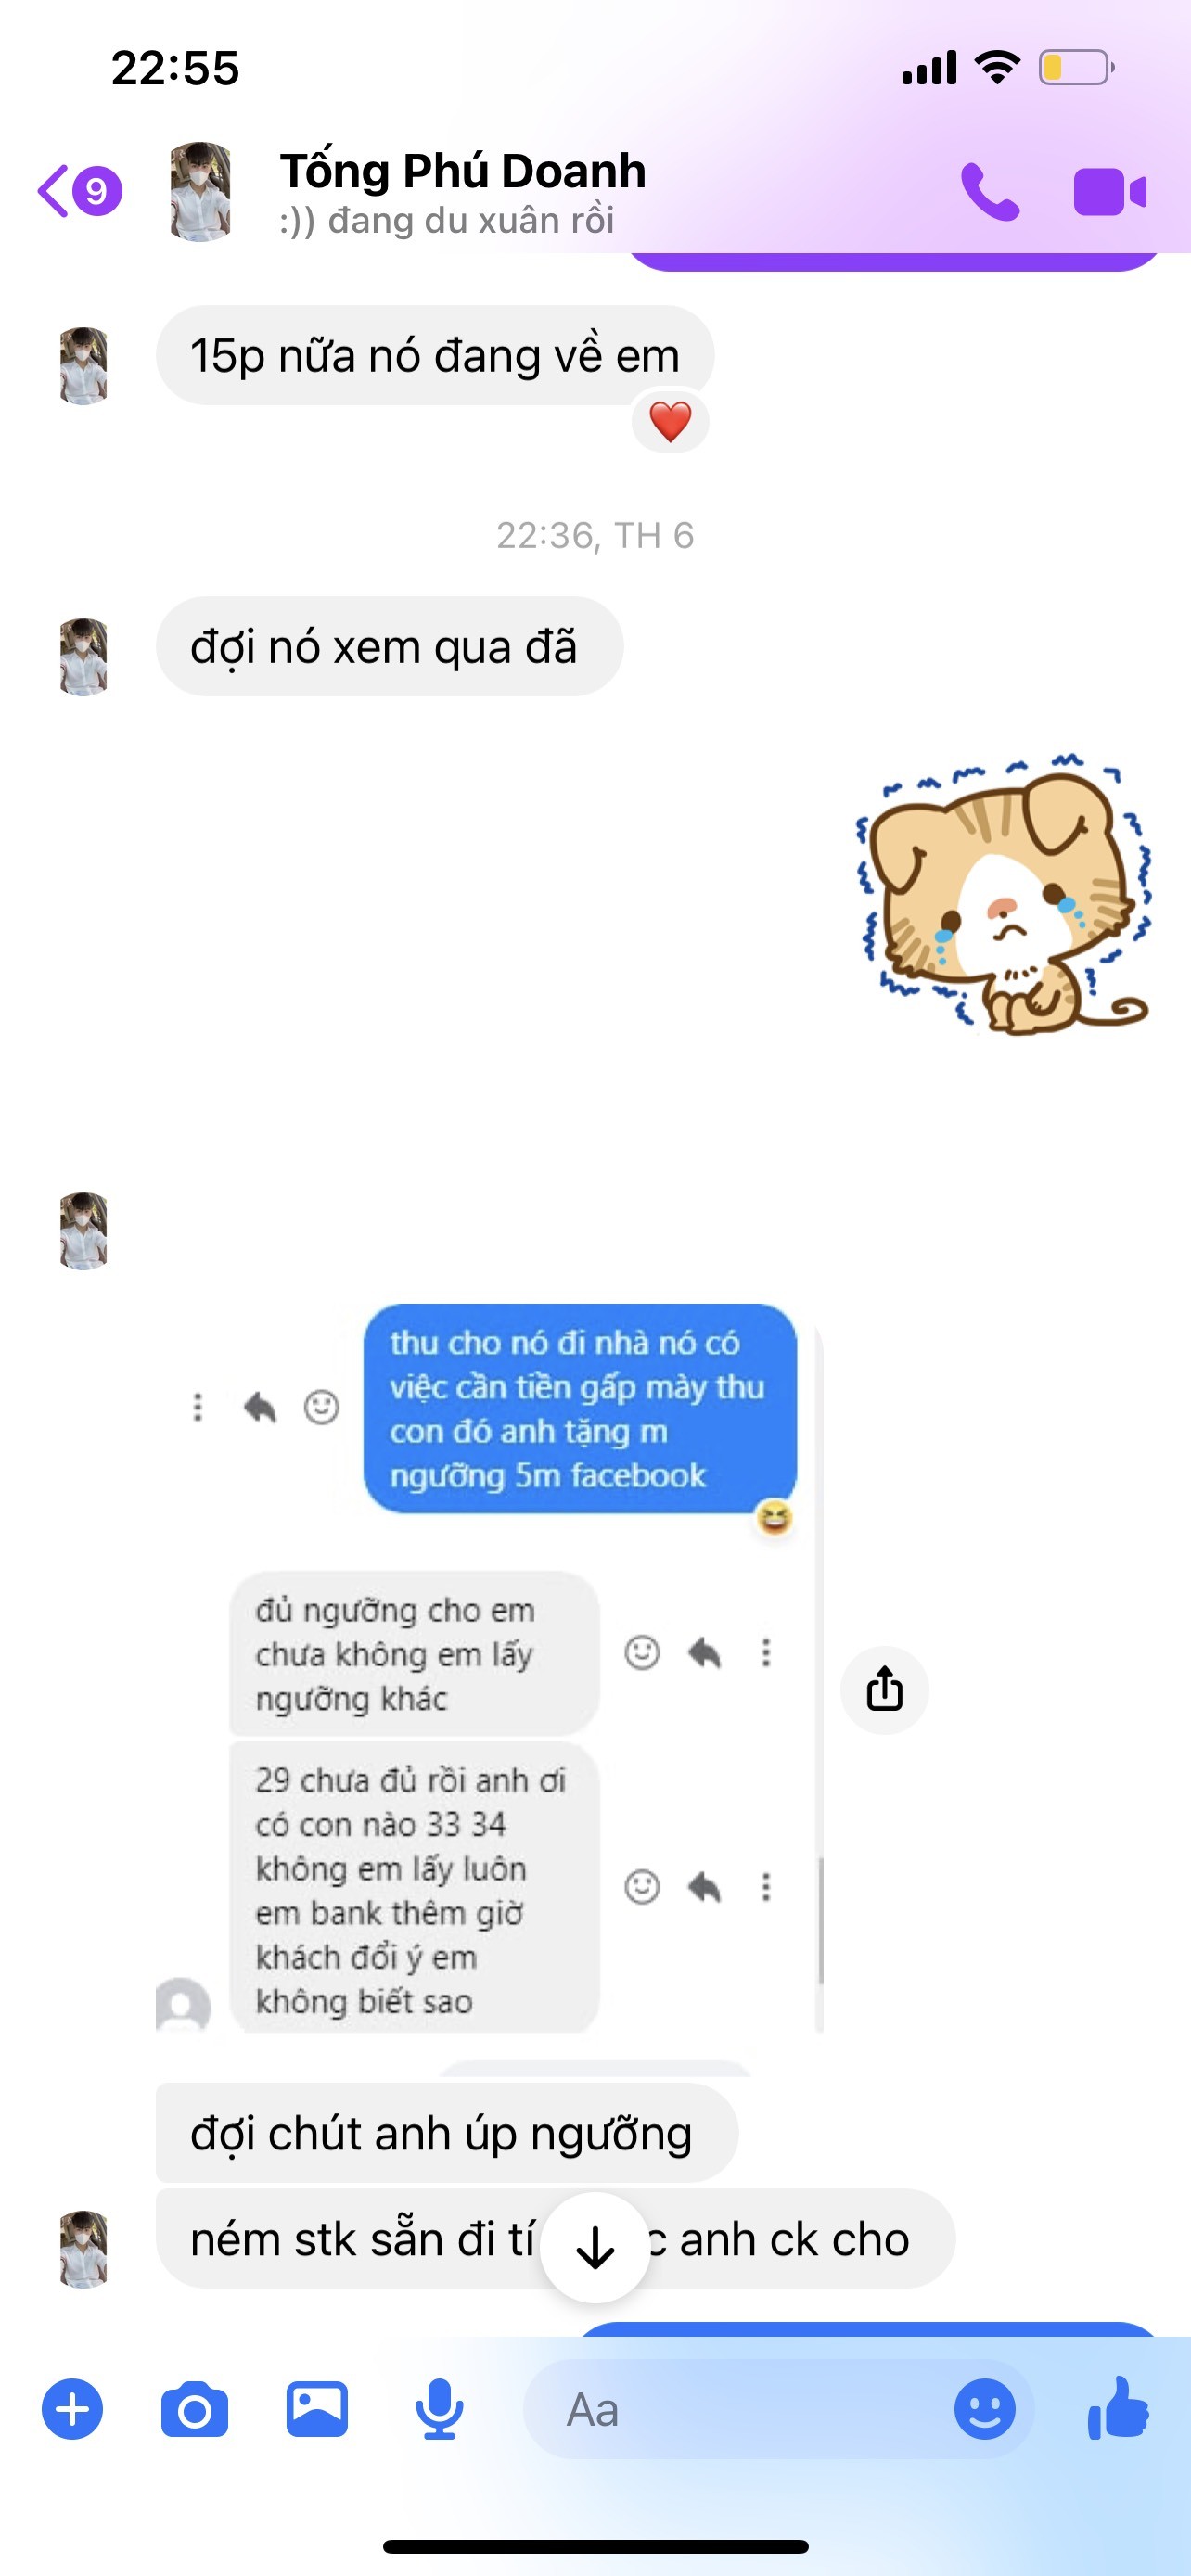 22:55
9
Tống Phú Doanh
:)) đang du xuân rồi
15p nữa nó đang về em
22:36, TH 6
đợi nó xem qua đã
thu cho nó đi nhà nó có
việc cần tiền gấp mày thu
con đó anh tặng m
ngưỡng 5m facebook
đủ ngưỡng cho em
chưa không em lấy
ngưỡng khác
29 chưa đủ rồi anh ơi
có con nào 33 34
không em lấy luôn
em bank thêm giờ
khách đổi ý em
không biết sao
đợi chút anh úp ngưỡng
ném stk sẵn đi tí anh ck cho
Aa